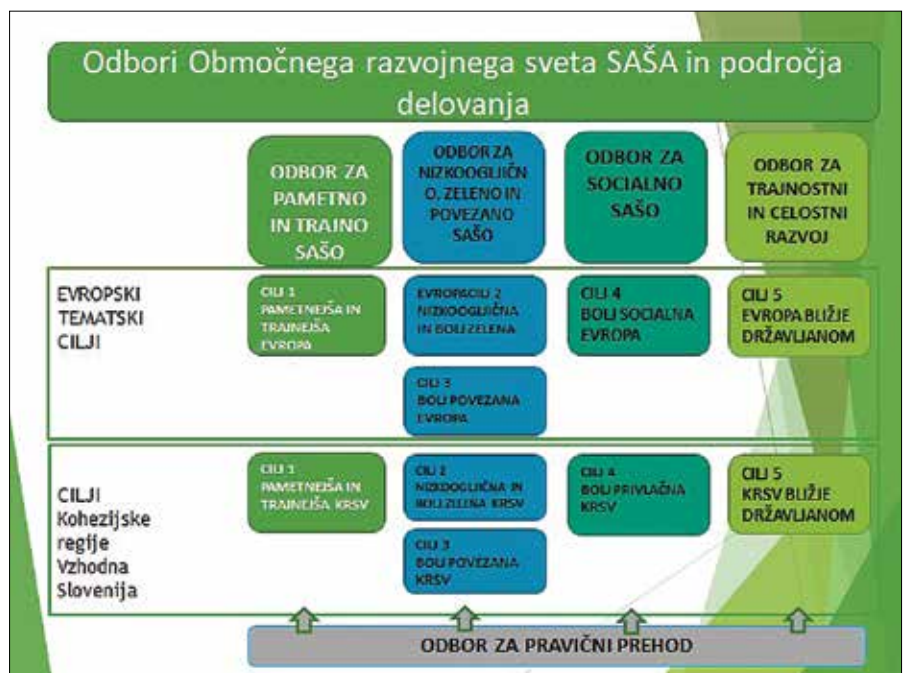 Odbori Območnega razvojnega sveta SAŠA in področja
delovanja
ODBOR ZA
PAMETNO
IN TRAJNO
SAŠO
ODBOR ZA
NIZKOOGLJIČN
O, ZELENO IN
POVEZANO
SAŠO
ODBOR ZA
SOCIALNO
SAŠO
ODBOR ZA
TRAJNOSTNI
IN CELOSTNI
RAZVOJ
EVROPSKI
TEMATSKI
CILJI
CILJ 1
PAMETNEJŠA IN
TRAJNEJŠA
EVROPA
EVROPACILJ 2
NIZKOOGLJIČNA
IN BOLJ ZELENA
CILJ 3
BOLJ POVEZANA
EVROPA
CILJ 4
BOLJ SOCIALNA
EVROPA
CILJ 5
EVROPA BLIŽJE
DRŽAVLJANOM
CILJI
Kohezijske
regije
Vzhodna
Slovenija
CILJ 1
PAMETNEJŠA IN
TRAJNEJŠA KRSV
CILJ 2
NIZKOOGLJIČNA IN
BOLJ ZELENA KRSV
CILJ 3
BOLJ POVEZANA
KRSV
CILJ 4
BOLJ PRIVLAČNA
KRSV
CILJ 5
KRSV BLIŽJE
DRŽAVLJANOM
ODBOR ZA PRAVIČNI PREHOD